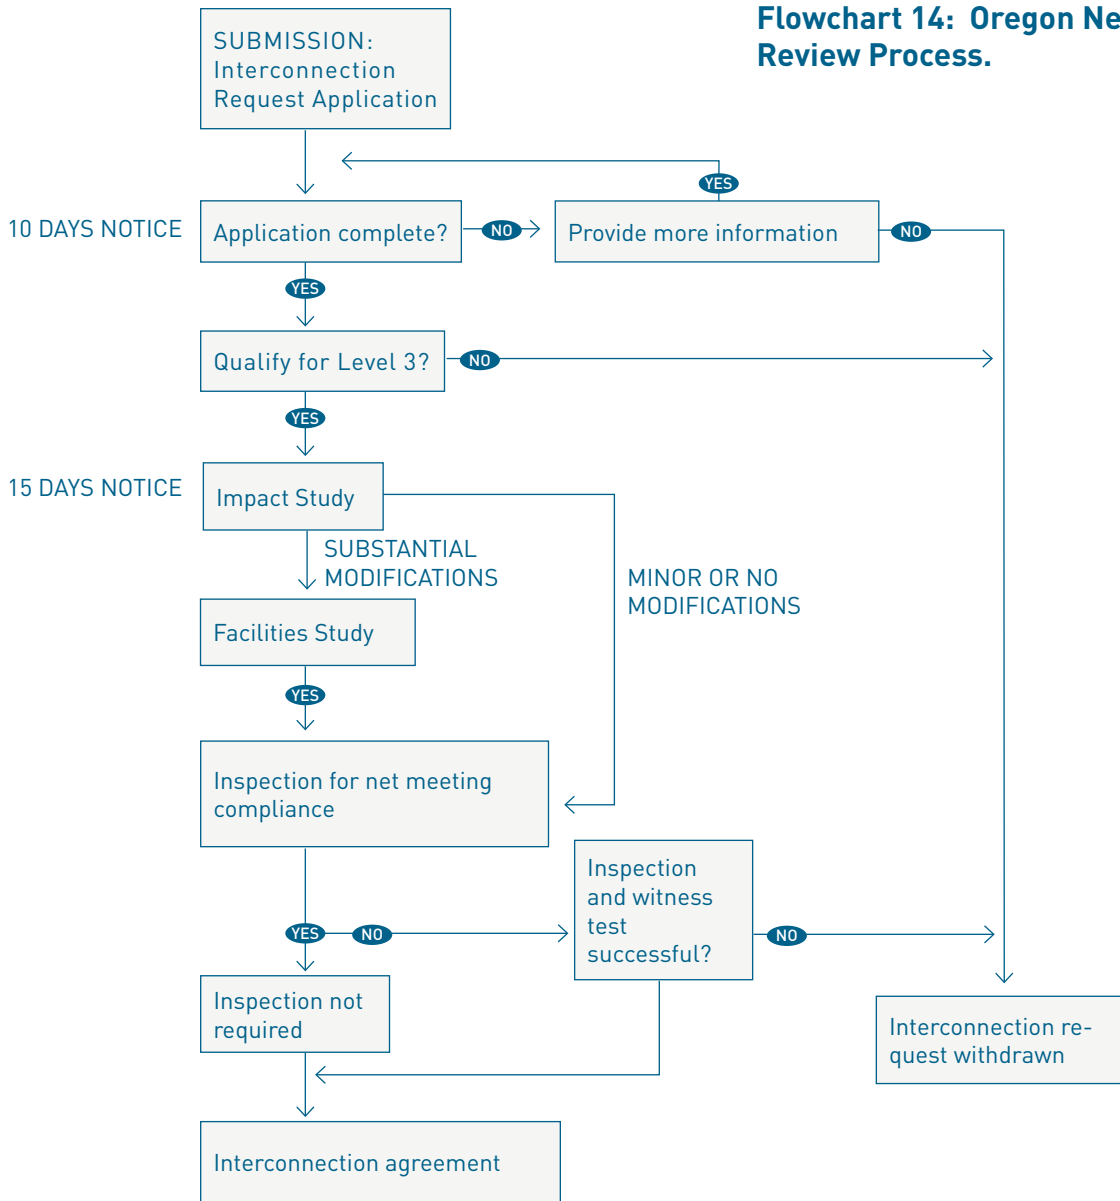 Flowchart 14: Oregon Ne
Review Process.
SUBMISSION:
Interconnection
Request Application
YES
10 DAYS NOTICE
Application complete?
NO
Provide more information
NO
YES
Qualify for Level 3?
NO
YES
15 DAYS NOTICE
Impact Study
SUBSTANTIAL
MODIFICATIONS
MINOR OR NO
MODIFICATIONS
Facilities Study
YES
Inspection for net meeting
compliance
Inspection
and witness
test
successful?
YES
NO
NO
Inspection not
required
Interconnection re-
quest withdrawn
Interconnection agreement